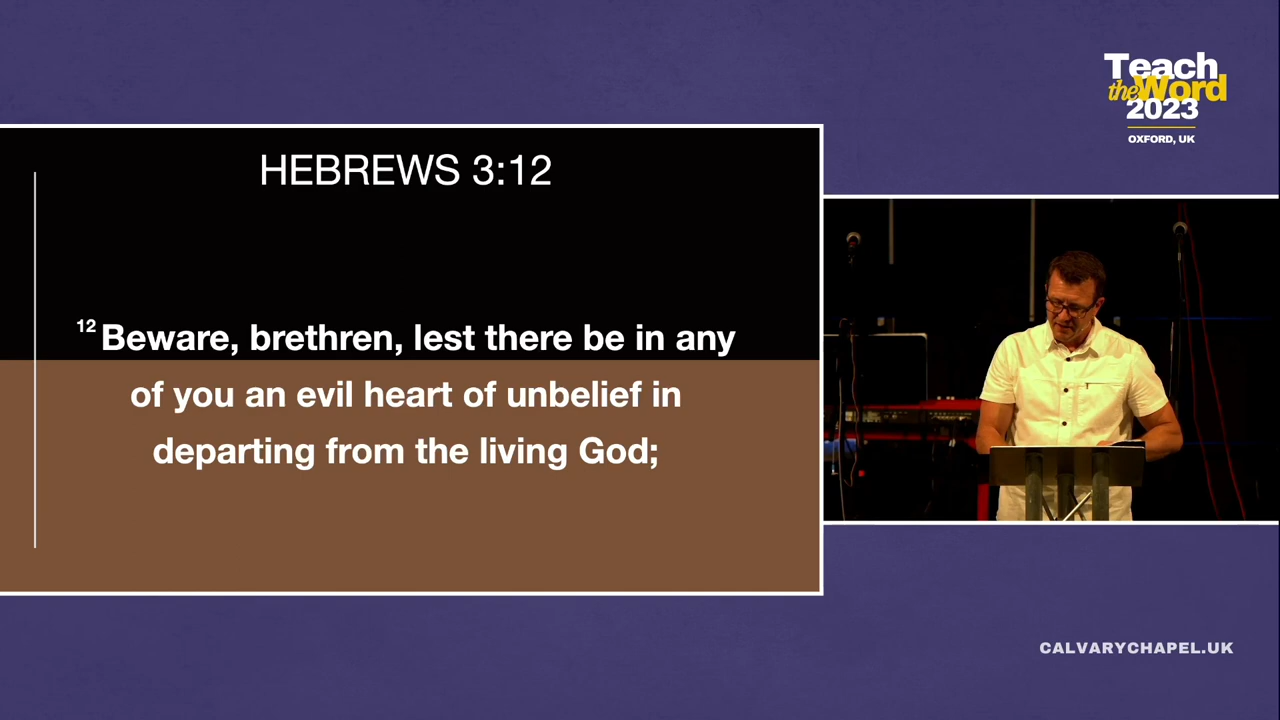 HEBREWS 3:12
12 Beware, brethren, lest there be in any
of you an evil heart of unbelief in
departing from the living God;
Teach
the Word
2023
OXFORD, UK
CALVARYCHAPEL.UK